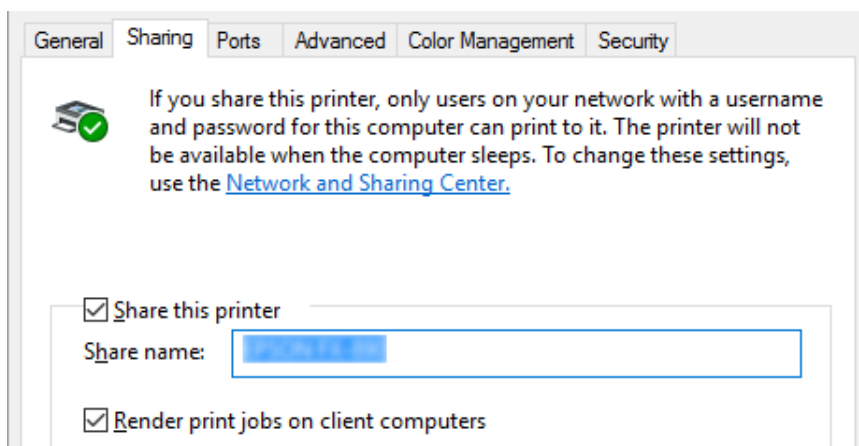 General Sharing Ports Advanced Color Management Security
If you share this printer, only users on your network with a username
and password for this computer can print to it. The printer will not
be available when the computer sleeps. To change these settings,
use the Network and Sharing Center.
Share this printer
Share name:
Render print jobs on client computers